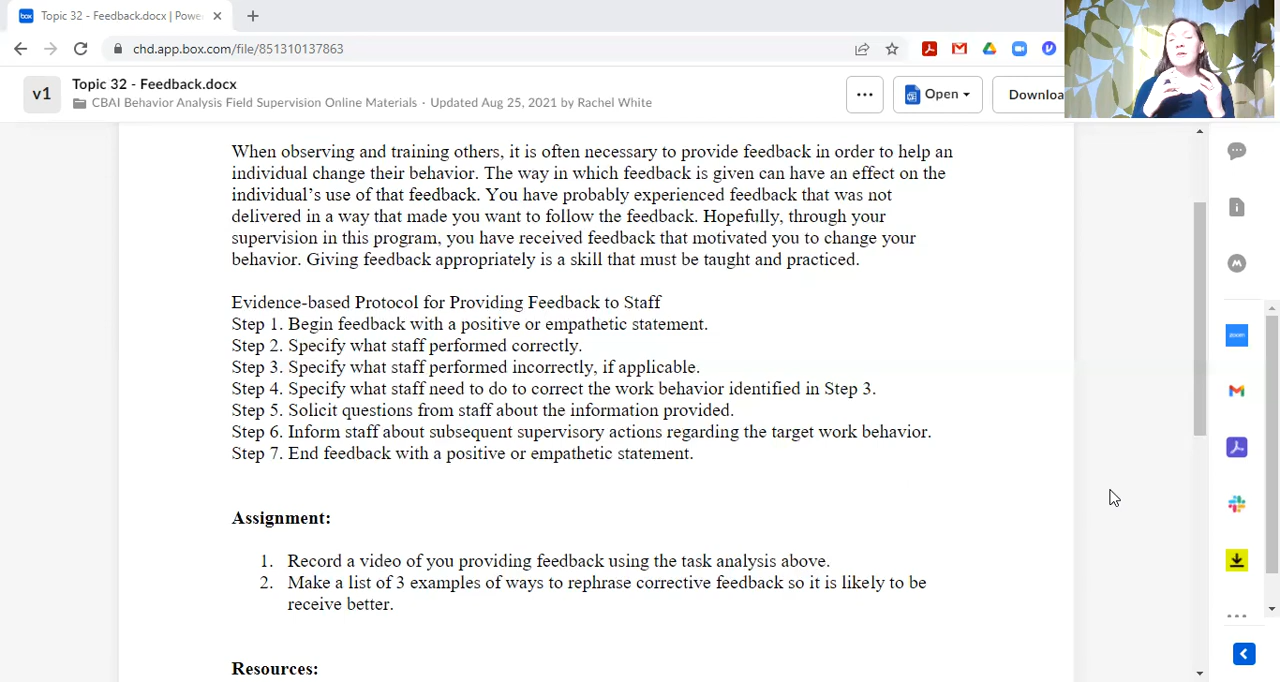 Topic 32 - Feedback.docx | Powe
chd.app.box.com/file/851310137863
v1
Topic 32 - Feedback.docx
CBAI Behavior Analysis Field Supervision Online Materials · Updated Aug 25, 2021 by Rachel White
Open
Downloa
When observing and training others, it is often necessary to provide feedback in order to help an
individual change their behavior. The way in which feedback is given can have an effect on the
individual's use of that feedback. You have probably experienced feedback that was not
delivered in a way that made you want to follow the feedback. Hopefully, through your
supervision in this program, you have received feedback that motivated you to change your
behavior. Giving feedback appropriately is a skill that must be taught and practiced.
Evidence-based Protocol for Providing Feedback to Staff
Step 1. Begin feedback with a positive or empathetic statement.
Step 2. Specify what staff performed correctly.
Step 3. Specify what staff performed incorrectly, if applicable.
Step 4. Specify what staff need to do to correct the work behavior identified in Step 3.
Step 5. Solicit questions from staff about the information provided.
Step 6. Inform staff about subsequent supervisory actions regarding the target work behavior.
Step 7. End feedback with a positive or empathetic statement.
Assignment:
1. Record a video of you providing feedback using the task analysis above.
2. Make a list of 3 examples of ways to rephrase corrective feedback so it is likely to be
receive better.
Resources: